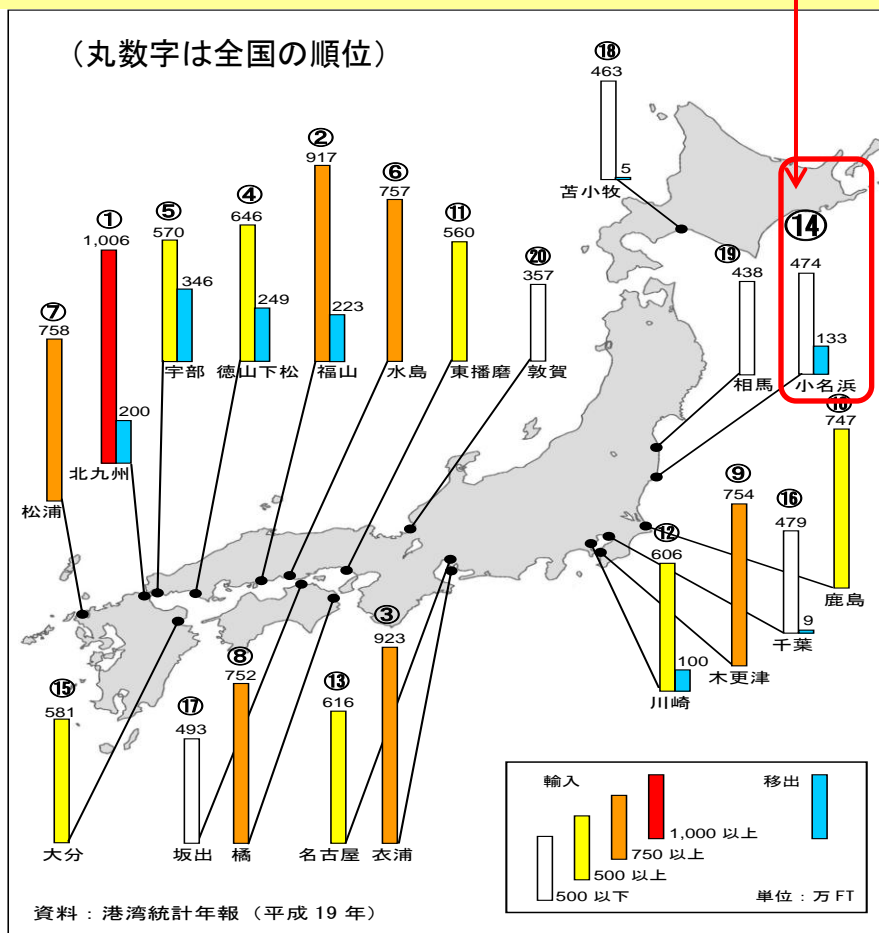 （丸数字は全国の順位）
⑱
463
5
苫小牧
②
917
223
福山
⑥
757
水島
④
646
249
徳山下松
⑤
570
346
宇部
①
1,006
200
北九州
⑪
560
東播磨
⑳
357
敦賀
⑲
438
相馬
⑭
474
133
小名浜
⑦
758
松浦
⑩
747
鹿島
⑨
754
木更津
⑯
479
9
千葉
⑫
606
100
川崎
③
923
衣浦
⑧
752
橘
⑬
616
名古屋
⑮
581
大分
⑰
493
坂出
輸入
移出
1,000 以上
750 以上
500 以上
500 以下
単位：万 FT
資料：港湾統計年報（平成 19 年）